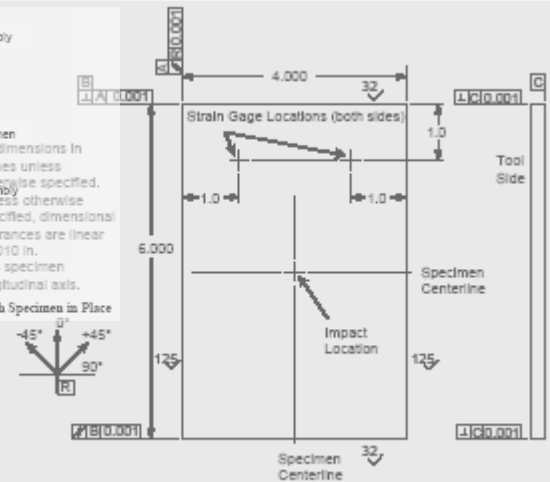 4.000
32
B
⊥ A 0.001
⊥ C 0.001
C
Strain Gage Locations (both sides)
1.0
Tool
Side
dimensions in
unless
specified.
otherwise
dimensional
are linear
specimen
axis.
1.0
1.0
6.000
Specimen
Centerline
Specimen in Place
Impact
Location
0°
-45°
+45°
90°
R
125
125
// B 0.001
⊥ C 0.001
32
Specimen
Centerline